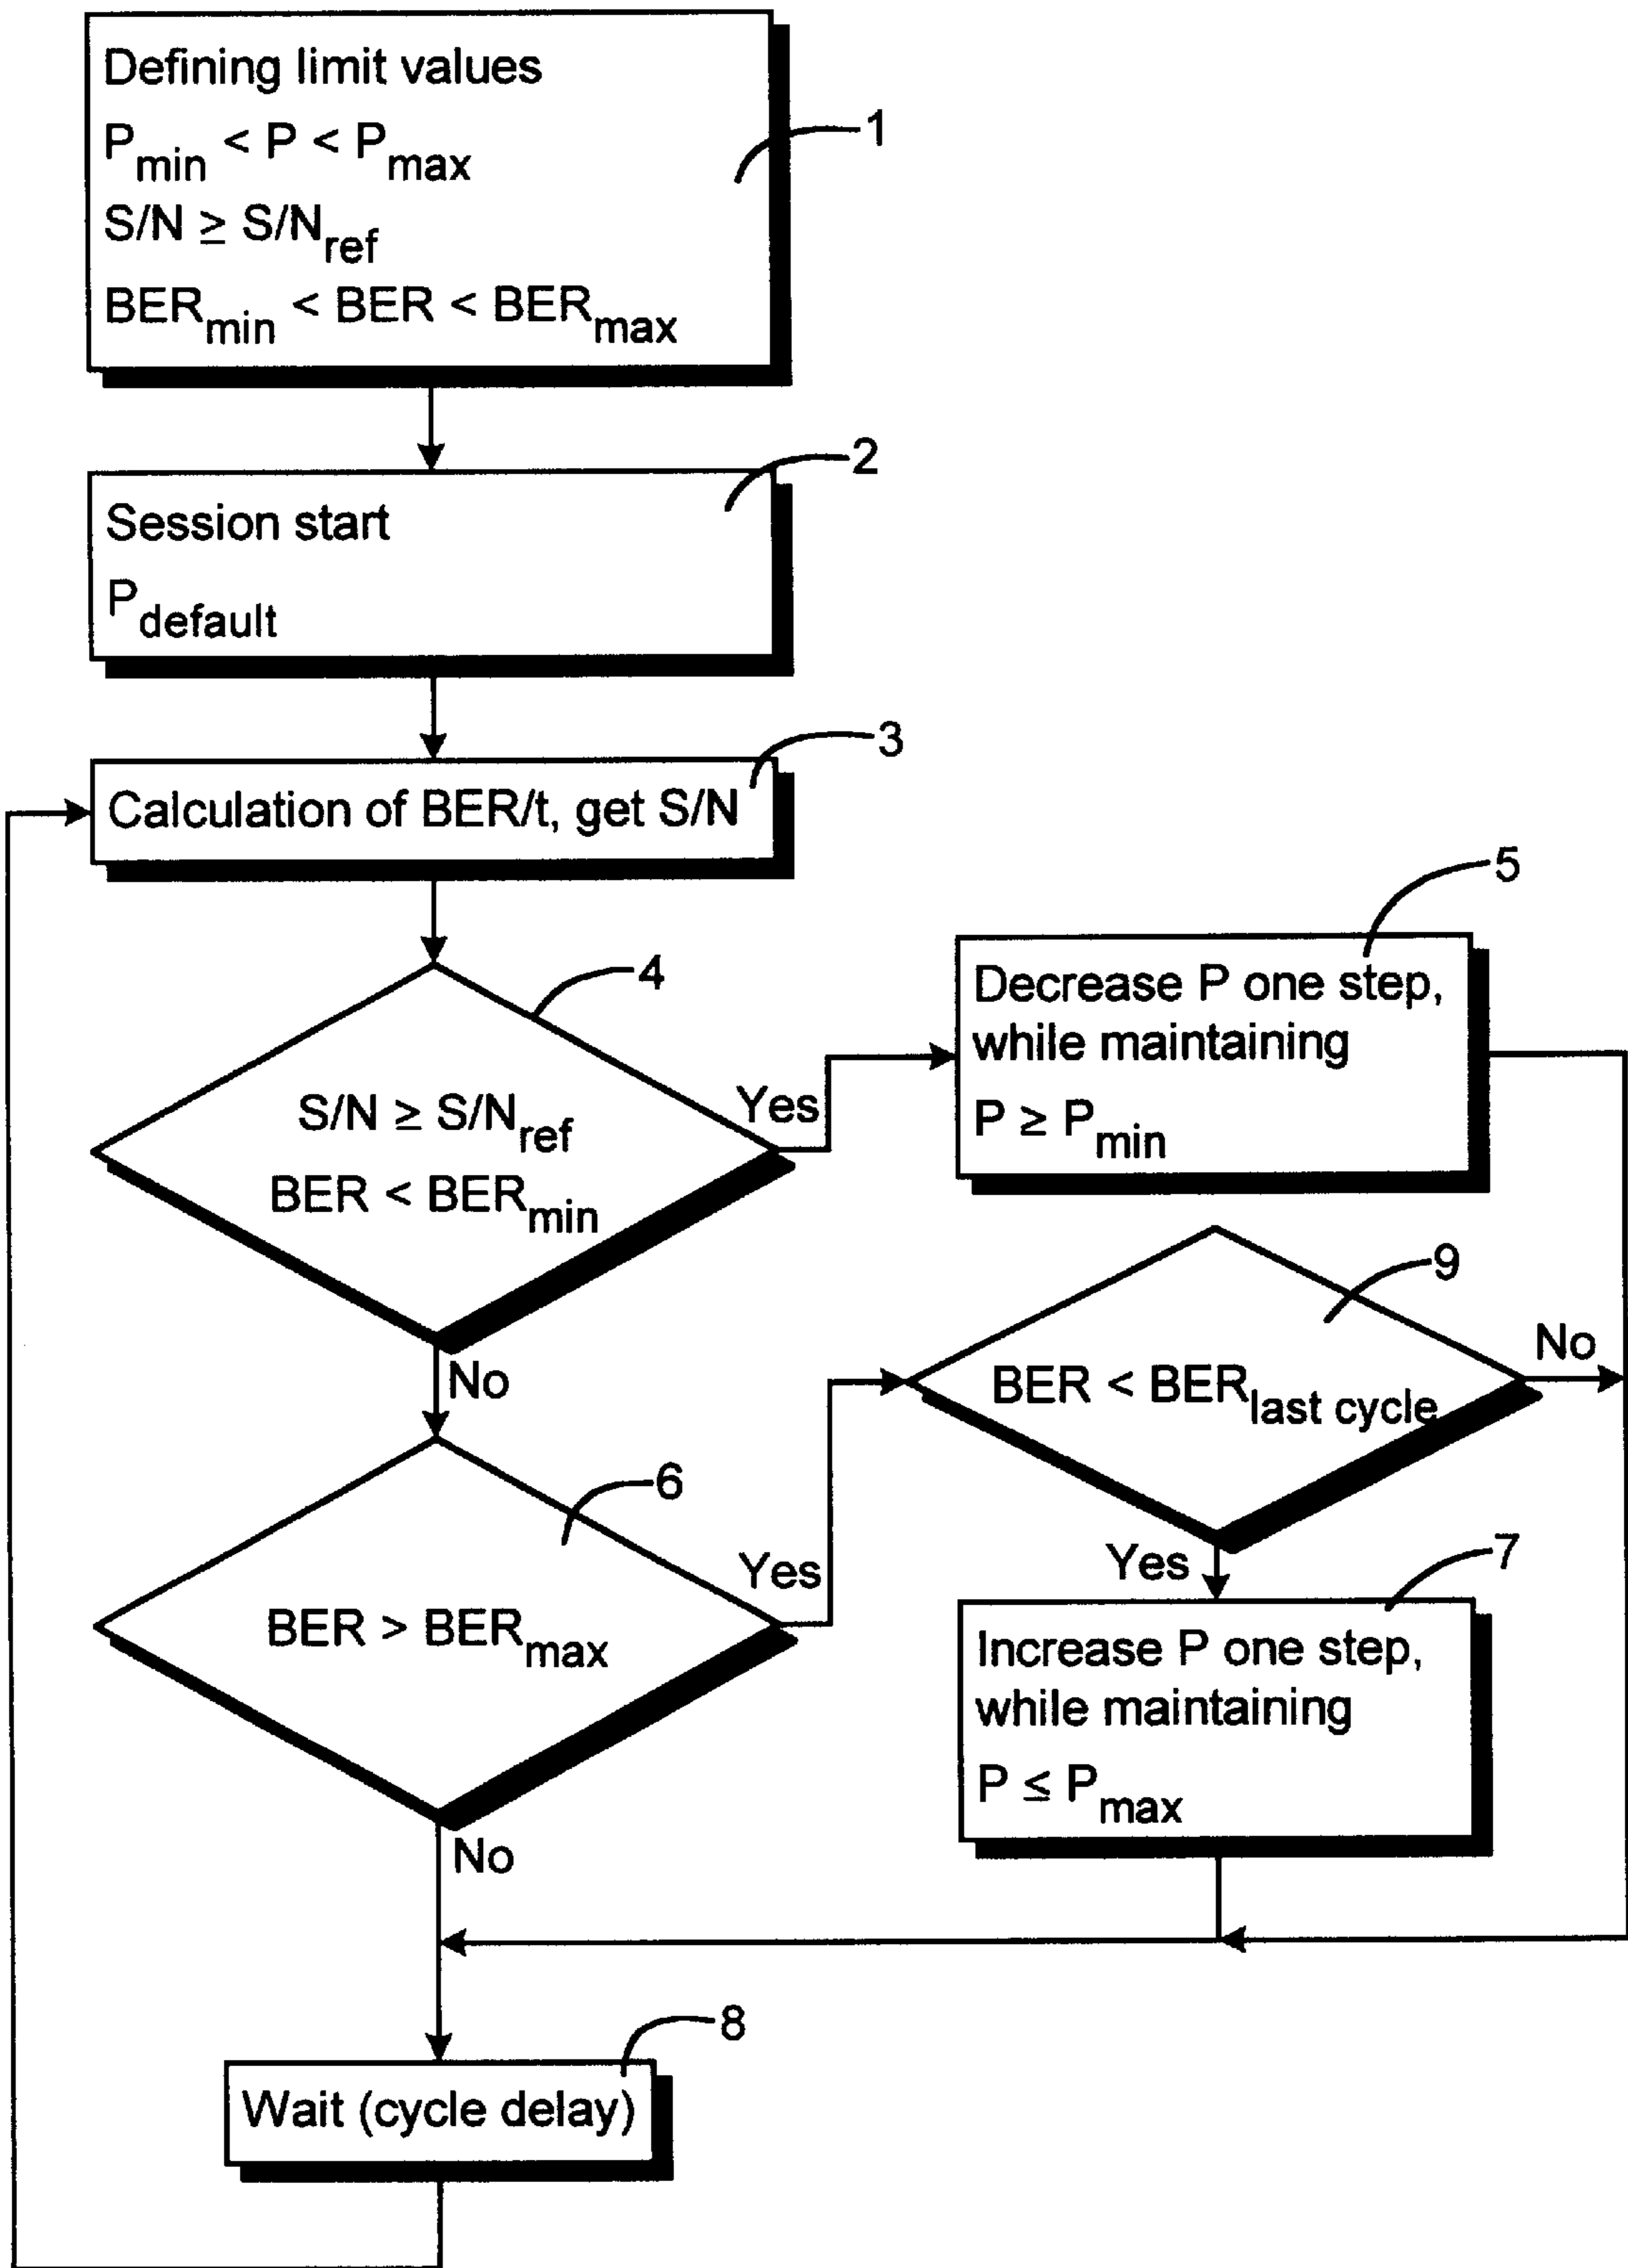 Defining limit values
1
Pmin < P < Pmax
S/N ≥ S/Nref
BERmin < BER < BERmax
2
Session start
Pdefault
3
Calculation of BER/t, get S/N
4
S/N ≥ S/Nref
BER < BERmin
Yes
No
5
Decrease P one step,
while maintaining
P ≥ Pmin
6
BER > BERmax
Yes
No
9
BER < BERlast cycle
No
Yes
7
Increase P one step,
while maintaining
P ≤ Pmax
8
Wait (cycle delay)